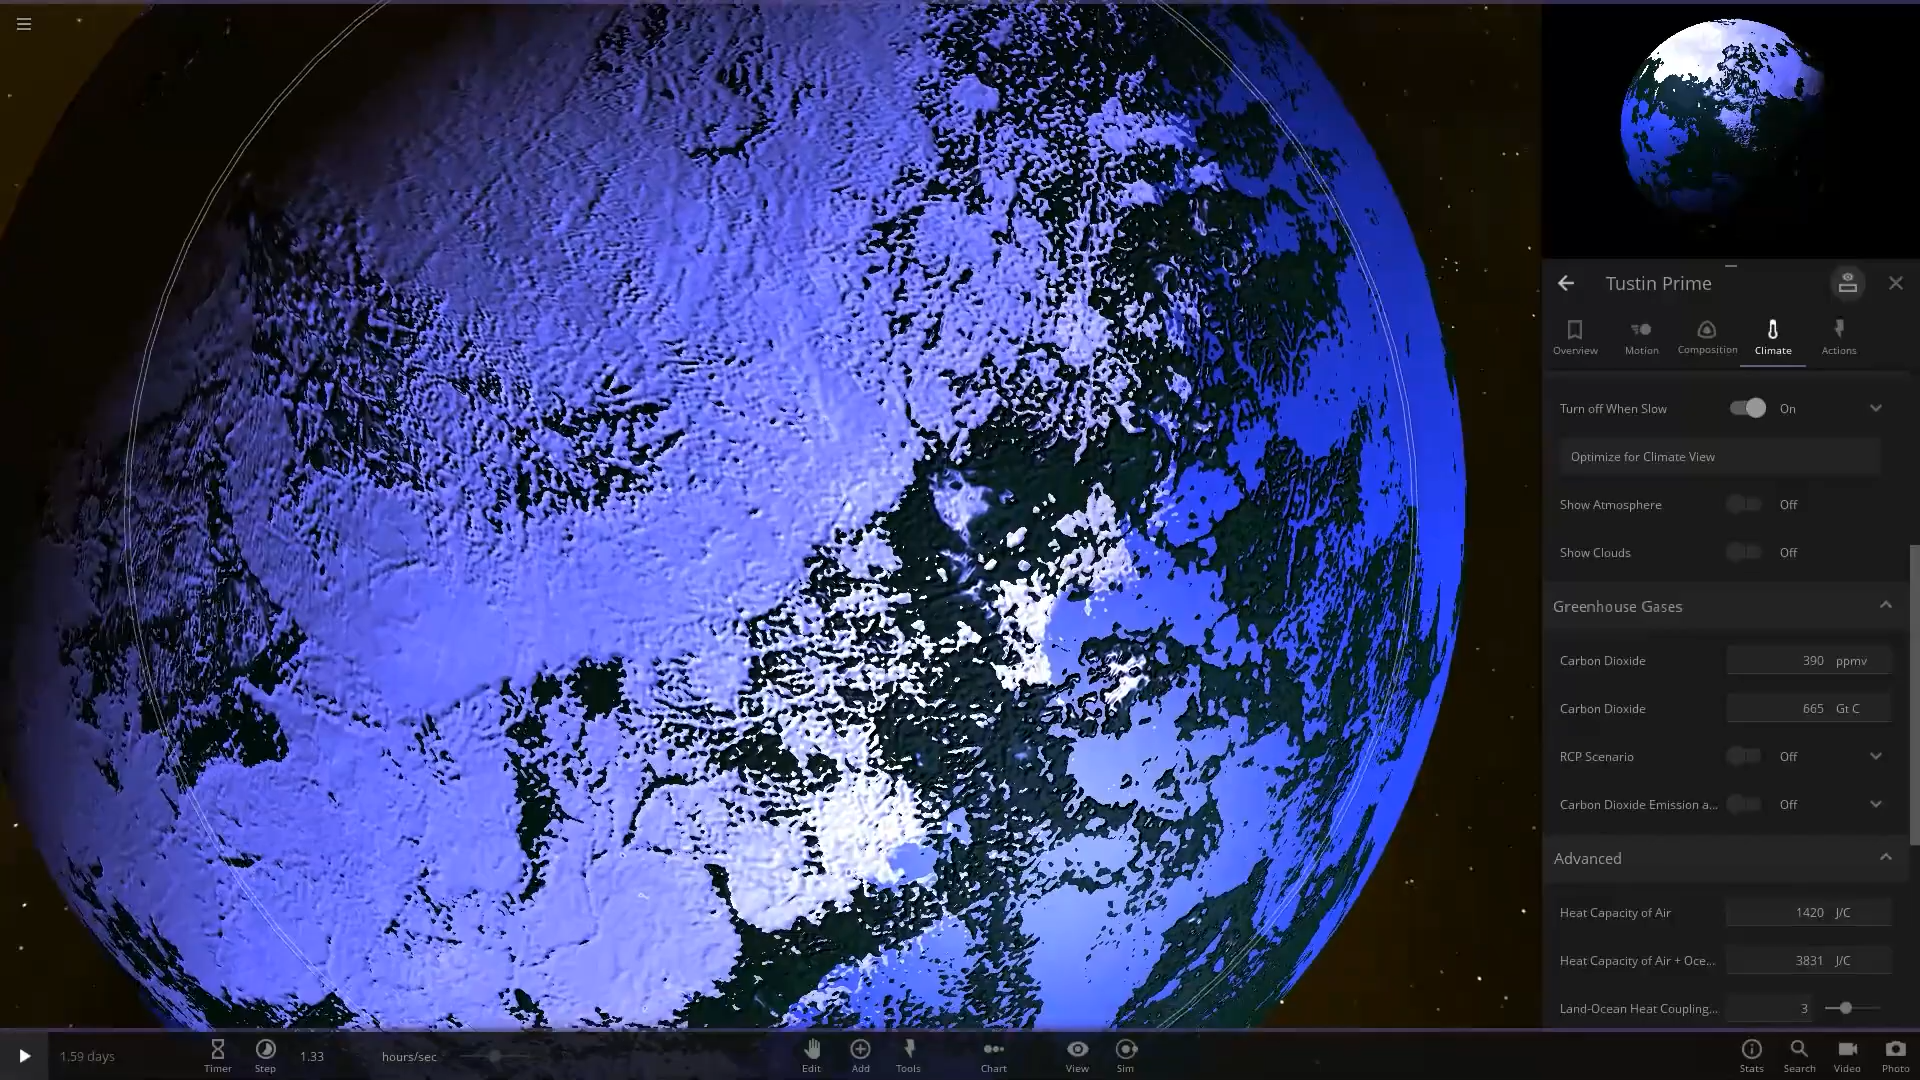 Tustin Prime
Overview
Motion
Composition
Climate
Actions
Turn off When Slow On
Optimize for Climate View
Show Atmosphere Off
Show Clouds Off
Greenhouse Gases
Carbon Dioxide 390 ppmv
Carbon Dioxide 665 Gt C
RCP Scenario Off
Carbon Dioxide Emission a... Off
Advanced
Heat Capacity of Air 1420 J/C
Heat Capacity of Air + Oce... 3831 J/C
Land-Ocean Heat Coupling... 3
1.59 days
Timer
Step
1.33 hours/sec
Edit
Add
Tools
Chart
View
Sim
Stats
Search
Video
Photo